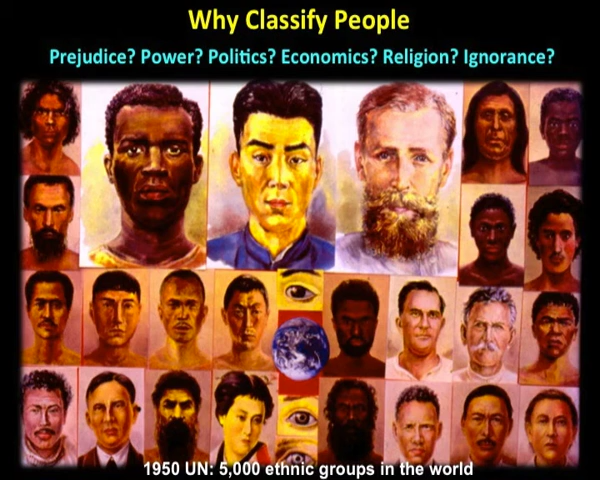 Why Classify People
Prejudice? Power? Politics? Economics? Religion? Ignorance?
1950 UN: 5,000 ethnic groups in the world